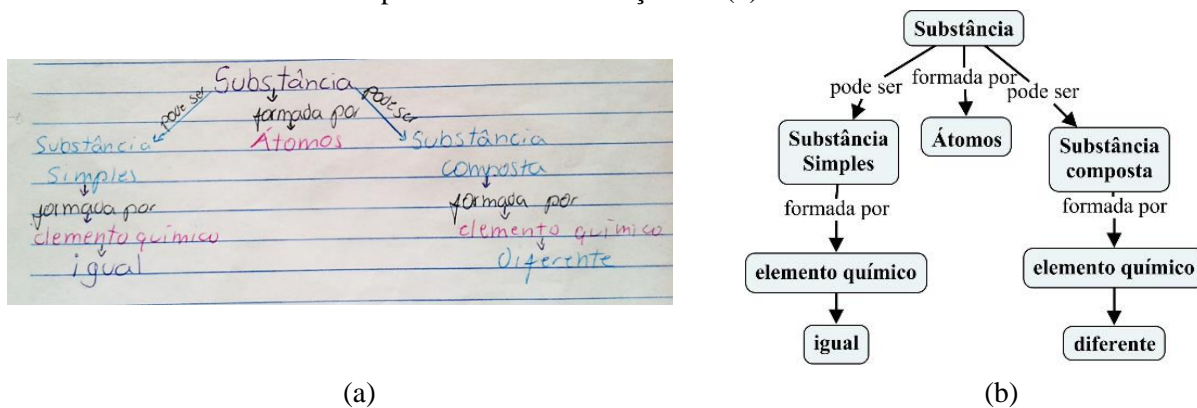 Substância
pode ser
formada por
pode ser
Átomos
Substância
Simples
formada por
elemento químico
igual
Substância
composta
formada por
elemento químico
Diferente
(a)
Substância
pode ser
formada por
pode ser
Substância
Simples
Átomos
Substância
composta
formada por
formada por
elemento químico
elemento químico
igual
diferente
(b)